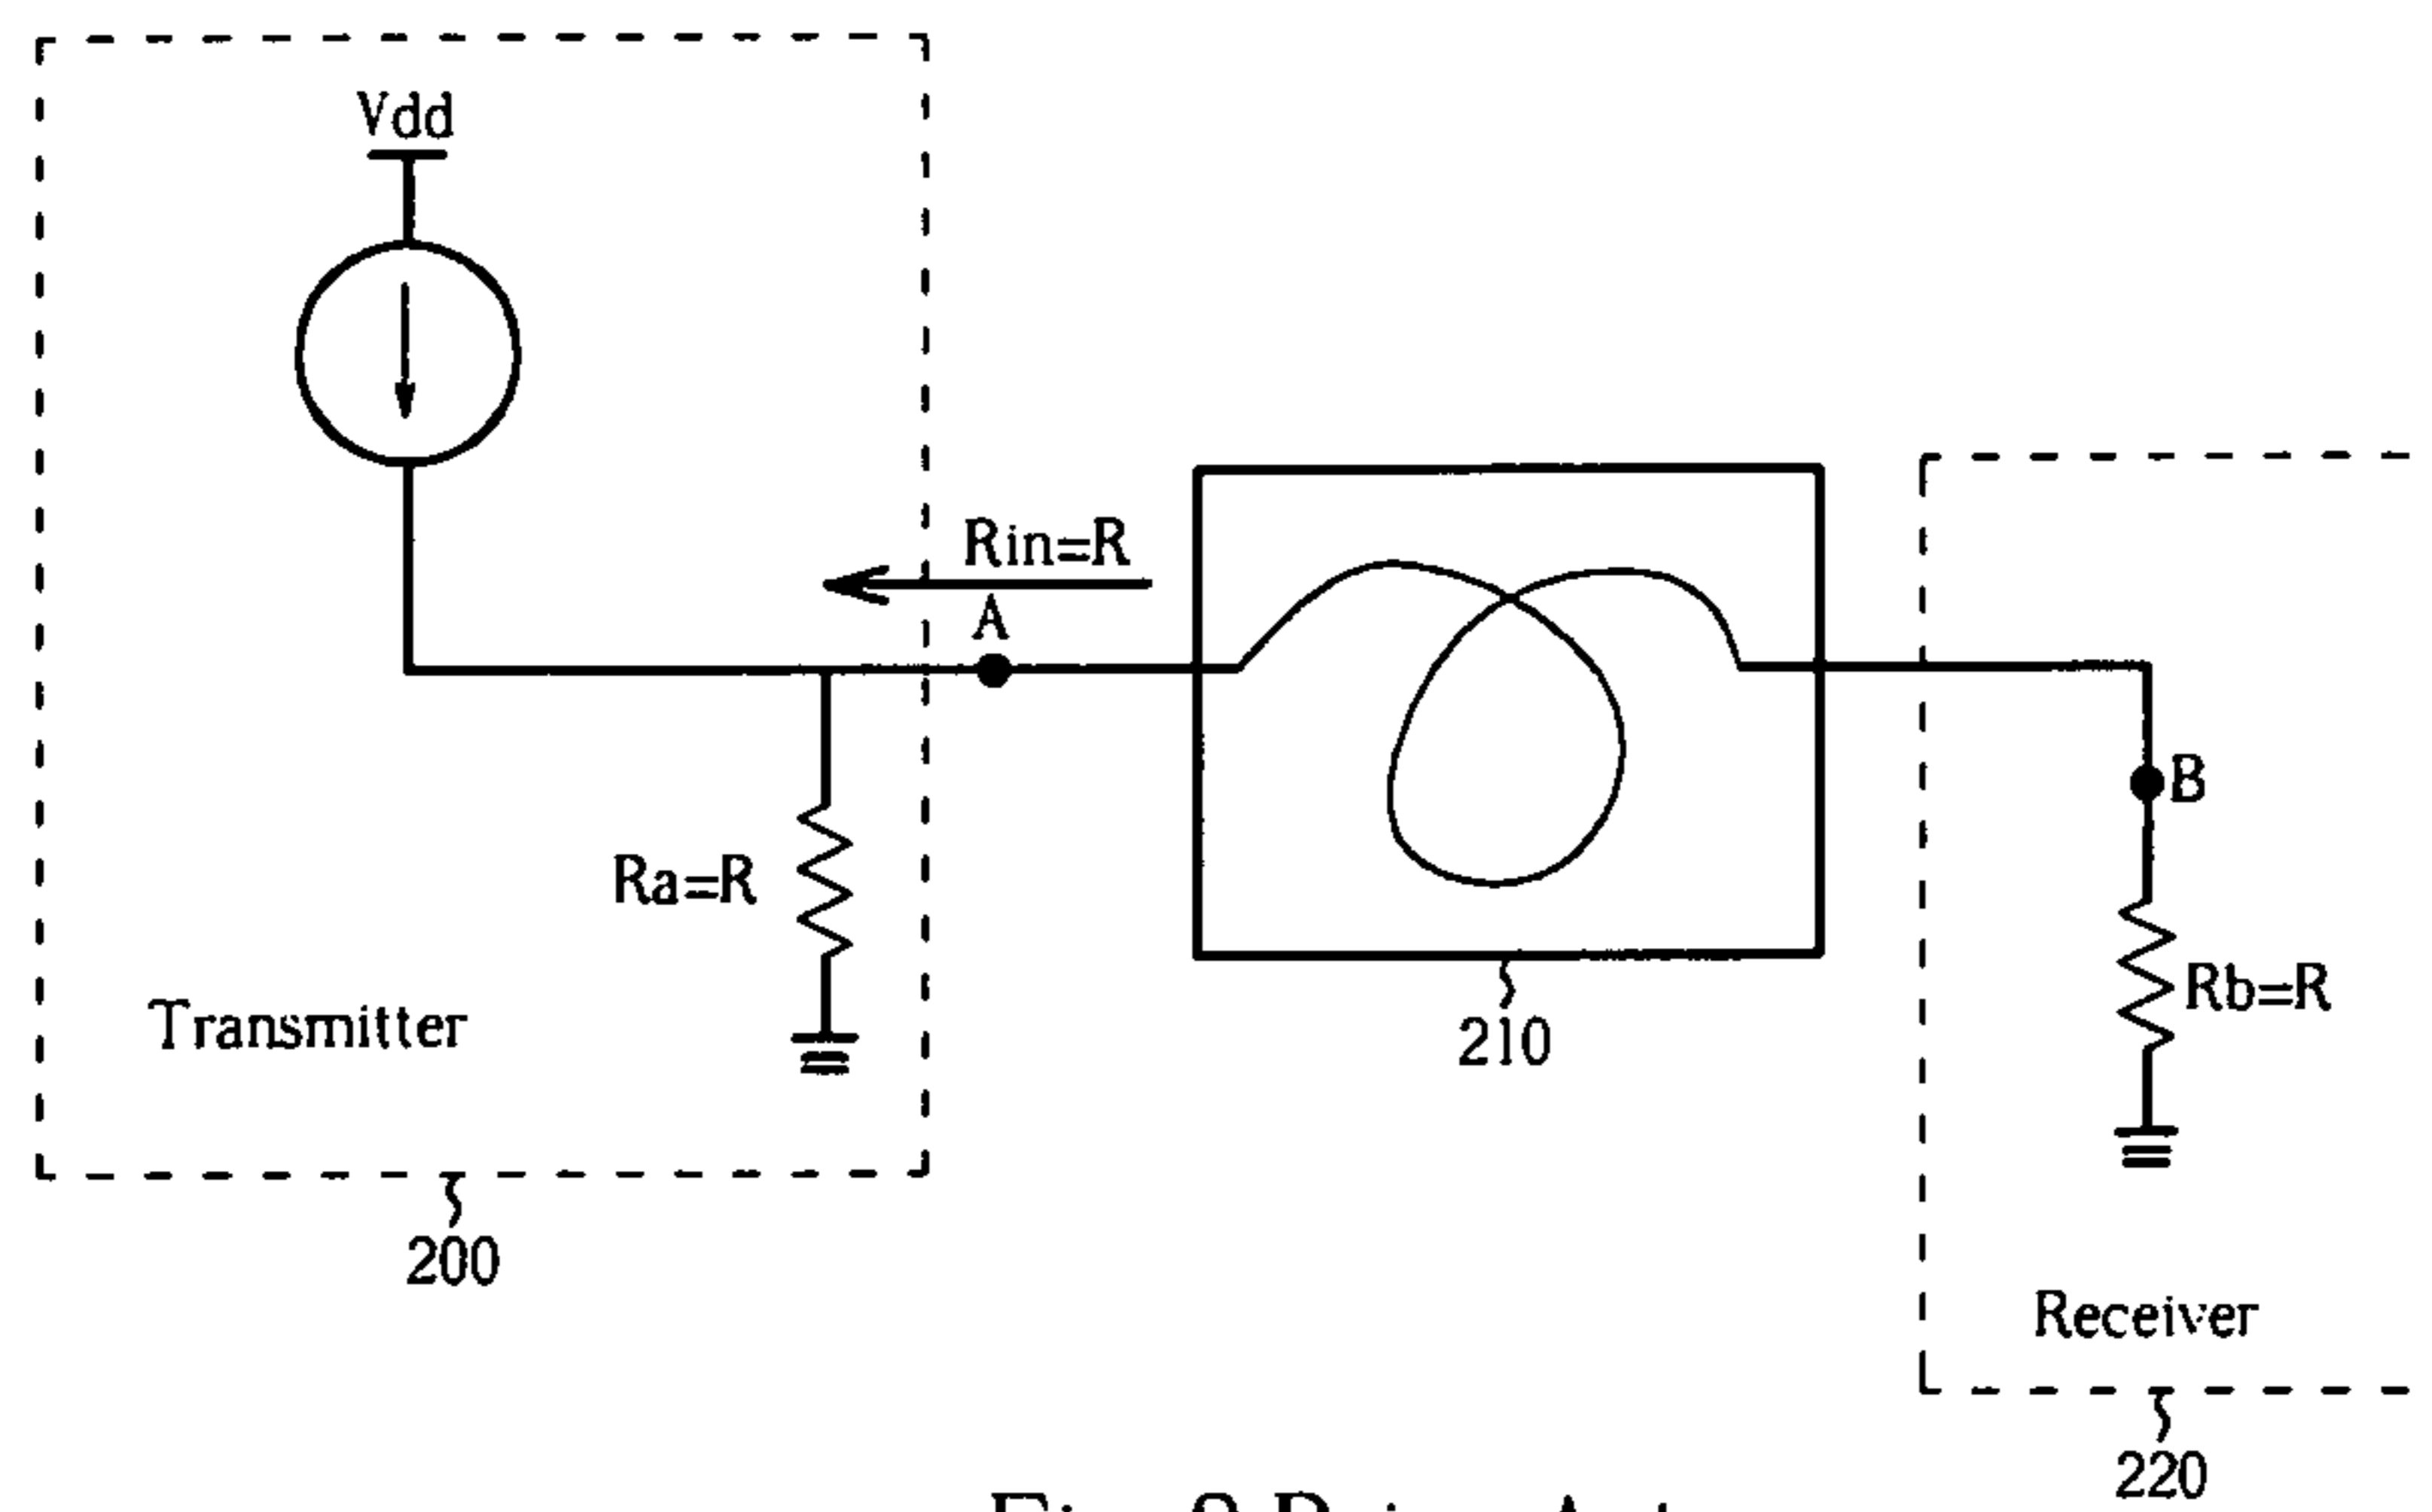 Vdd
Rin=R
A
B
Ra=R
Rb=R
Transmitter
210
200
Receiver
220